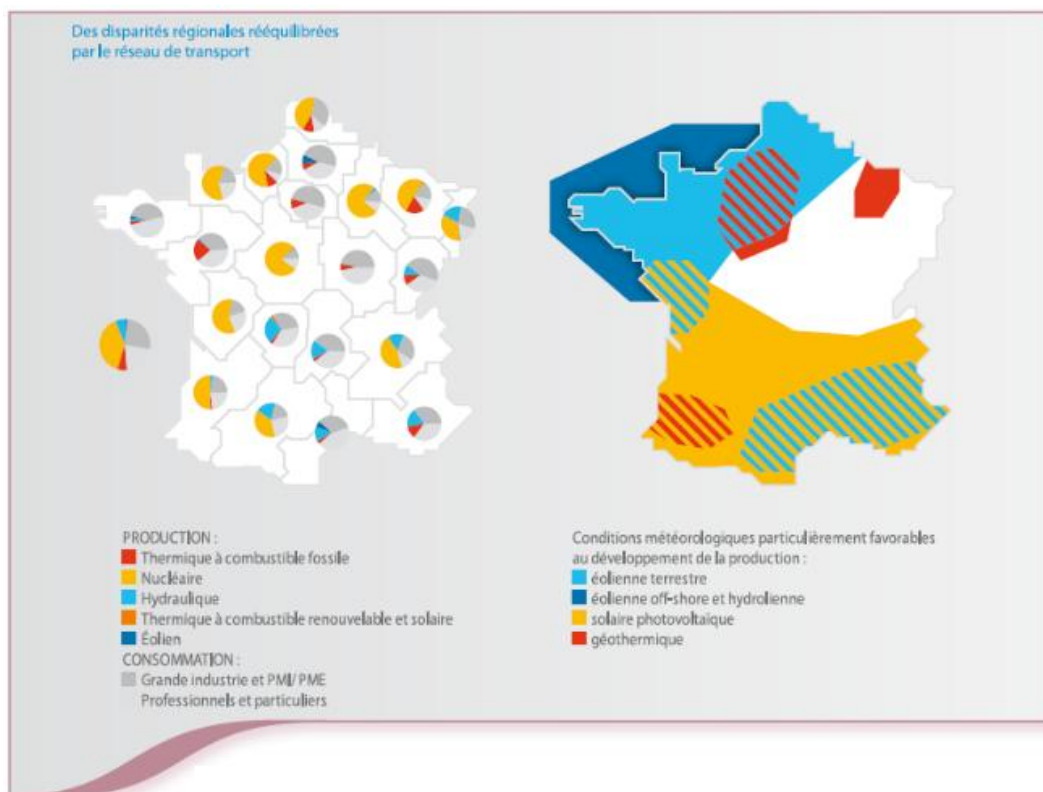 Des disparités régionales rééquilibrées
par le réseau de transport
PRODUCTION :
Thermique à combustible fossile
Nucléaire
Hydraulique
Thermique à combustible renouvelable et solaire
Éolien
CONSOMMATION :
Grande industrie et PMI/ PME
Professionnels et particuliers
Conditions météorologiques particulièrement favorables
au développement de la production :
éolienne terrestre
éolienne off-shore et hydrolienne
solaire photovoltaïque
géothermique